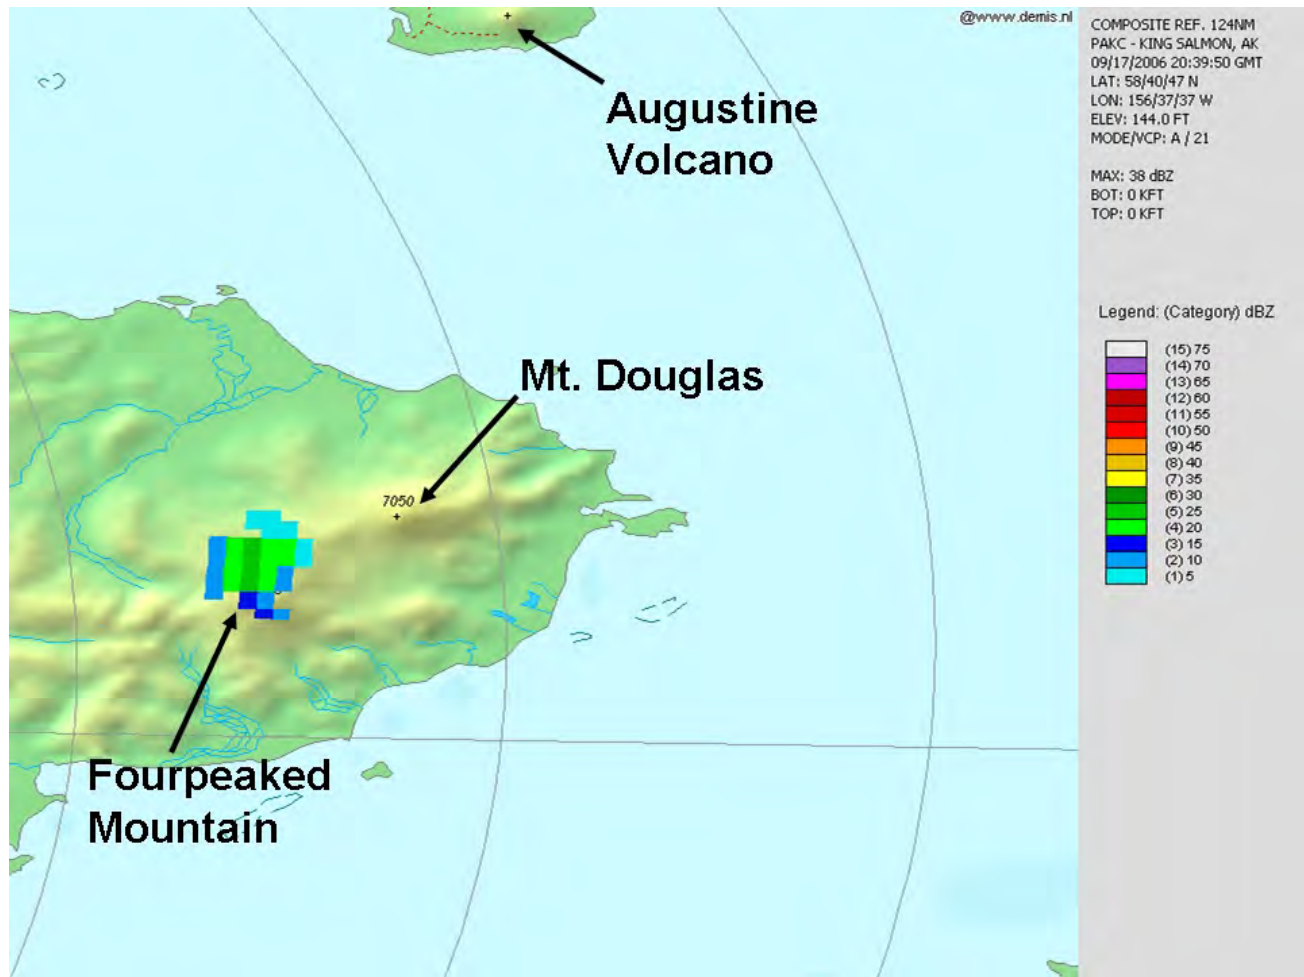 @www.demis.nl
Augustine
Volcano
Mt. Douglas
7050
Fourpeaked
Mountain
COMPOSITE REF. 124NM
PAKC - KING SALMON, AK
09/17/2006 20:39:50 GMT
LAT: 58/40/47 N
LON: 156/37/37 W
ELEV: 144.0 FT
MODE/VCP: A / 21
MAX: 38 dBZ
BOT: 0 KFT
TOP: 0 KFT
Legend: (Category) dBZ
(15) 75
(14) 70
(13) 65
(12) 60
(11) 55
(10) 50
(9) 45
(8) 40
(7) 35
(6) 30
(5) 25
(4) 20
(3) 15
(2) 10
(1) 5